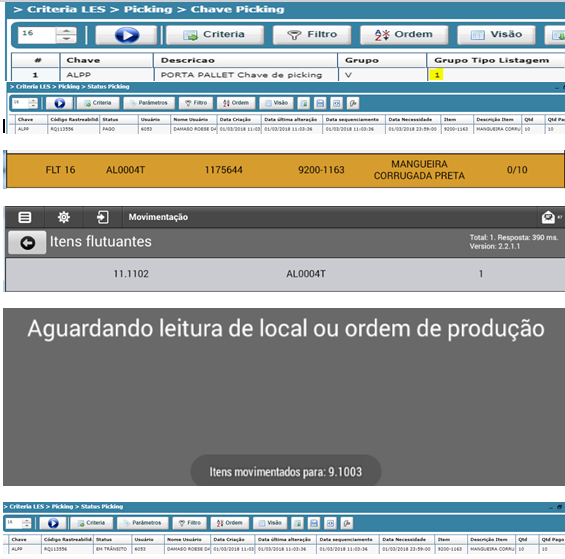 > Criteria LES > Picking > Chave Picking
16 Criteria Filtro Ordem Visão
# Chave Descricao Grupo Grupo Tipo Listagem
1 ALPP PORTA PALLET Chave de picking V 1
> Criteria LES > Picking > Status Picking
16 Criteria Parâmetros Filtro Ordem Visão
Chave Código Rastreabilid Status Usuário Nome Usuário Data Criação Data última alteração Data sequenciamento Data Necessidade Item Descrição Item Qtd Qtd Pa
ALPP RQ113556 PAGO 6053 DAMASO ROESE DA 01/03/2018 11:03 01/03/2018 11:03:36 01/03/2018 11:03:36 01/03/2018 23:59:00 9200-1163 MANGUEIRA CORRU 10 10
FLT 16 AL0004T 1175644 9200-1163 MANGUEIRA CORRUGADA PRETA 0/10
Movimentação
Itens flutuantes
Total: 1. Resposta: 390 ms.
Version: 2.2.1.1
11.1102 AL0004T 1
Aguardando leitura de local ou ordem de produção
Itens movimentados para: 9.1003
> Criteria LES > Picking > Status Picking
16 Criteria Parâmetros Filtro Ordem Visão
Chave Código Rastreabilid Status Usuário Nome Usuário Data Criação Data última alteração Data sequenciamento Data Necessidade Item Descrição Item Qtd Qtd Pago
ALPP RQ113556 EM TRÂNSITO 6053 DAMASO ROESE DA 01/03/2018 11:03 01/03/2018 11:03:36 01/03/2018 11:03:36 01/03/2018 23:59:00 9200-1163 MANGUEIRA CORRU 10 10